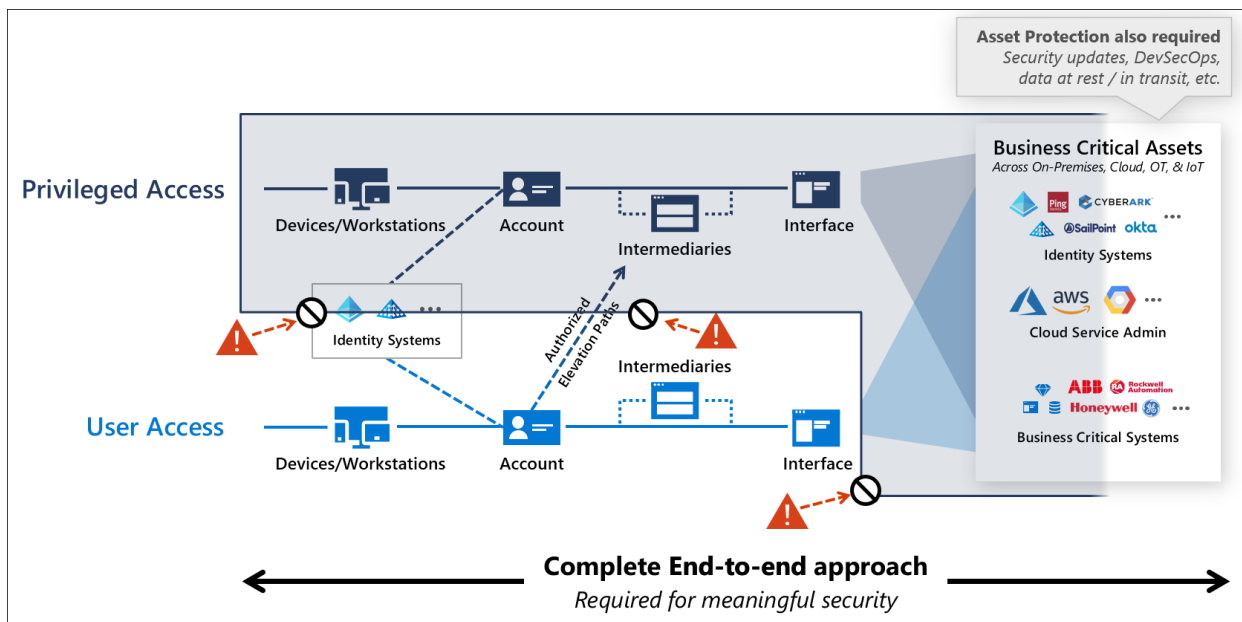 Asset Protection also required
Security updates, DevSecOps,
data at rest / in transit, etc.
Business Critical Assets
Across On-Premises, Cloud, OT, & IoT
Privileged Access
Devices/Workstations
Account
Intermediaries
Interface
Ping
CYBERARK
SailPoint
okta
...
Identity Systems
aws
...
Cloud Service Admin
...
Identity Systems
Authorized
Elevation Paths
Intermediaries
User Access
Devices/Workstations
Account
Interface
ABB
RA
Rockwell
Automation
Honeywell
GE
...
Business Critical Systems
Complete End-to-end approach
Required for meaningful security